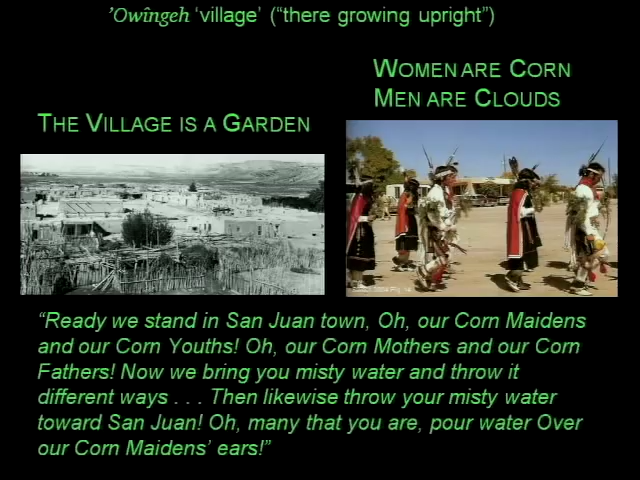 ’Owîngeh ‘village’ (“there growing upright”)
WOMEN ARE CORN
MEN ARE CLOUDS
THE VILLAGE IS A GARDEN
“Ready we stand in San Juan town, Oh, our Corn Maidens
and our Corn Youths! Oh, our Corn Mothers and our Corn
Fathers! Now we bring you misty water and throw it
different ways . . . Then likewise throw your misty water
toward San Juan! Oh, many that you are, pour water Over
our Corn Maidens’ ears!”